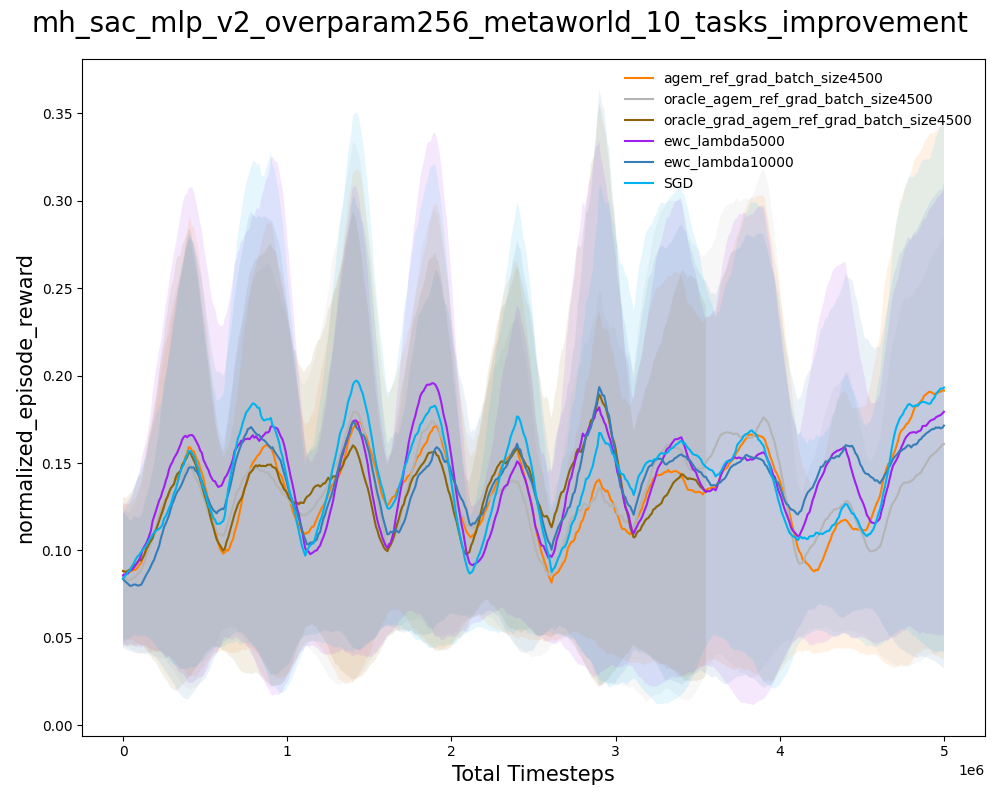 mh_sac_mlp_v2_overparam256_metaworld_10_tasks_improvement
agem_ref_grad_batch_size4500
oracle_agem_ref_grad_batch_size4500
oracle_grad_agem_ref_grad_batch_size4500
ewc_lambda5000
ewc_lambda10000
SGD
normalized_episode_reward
0.35
0.30
0.25
0.20
0.15
0.10
0.05
0.00
0 1 2 3 4 5
1e6
Total Timesteps